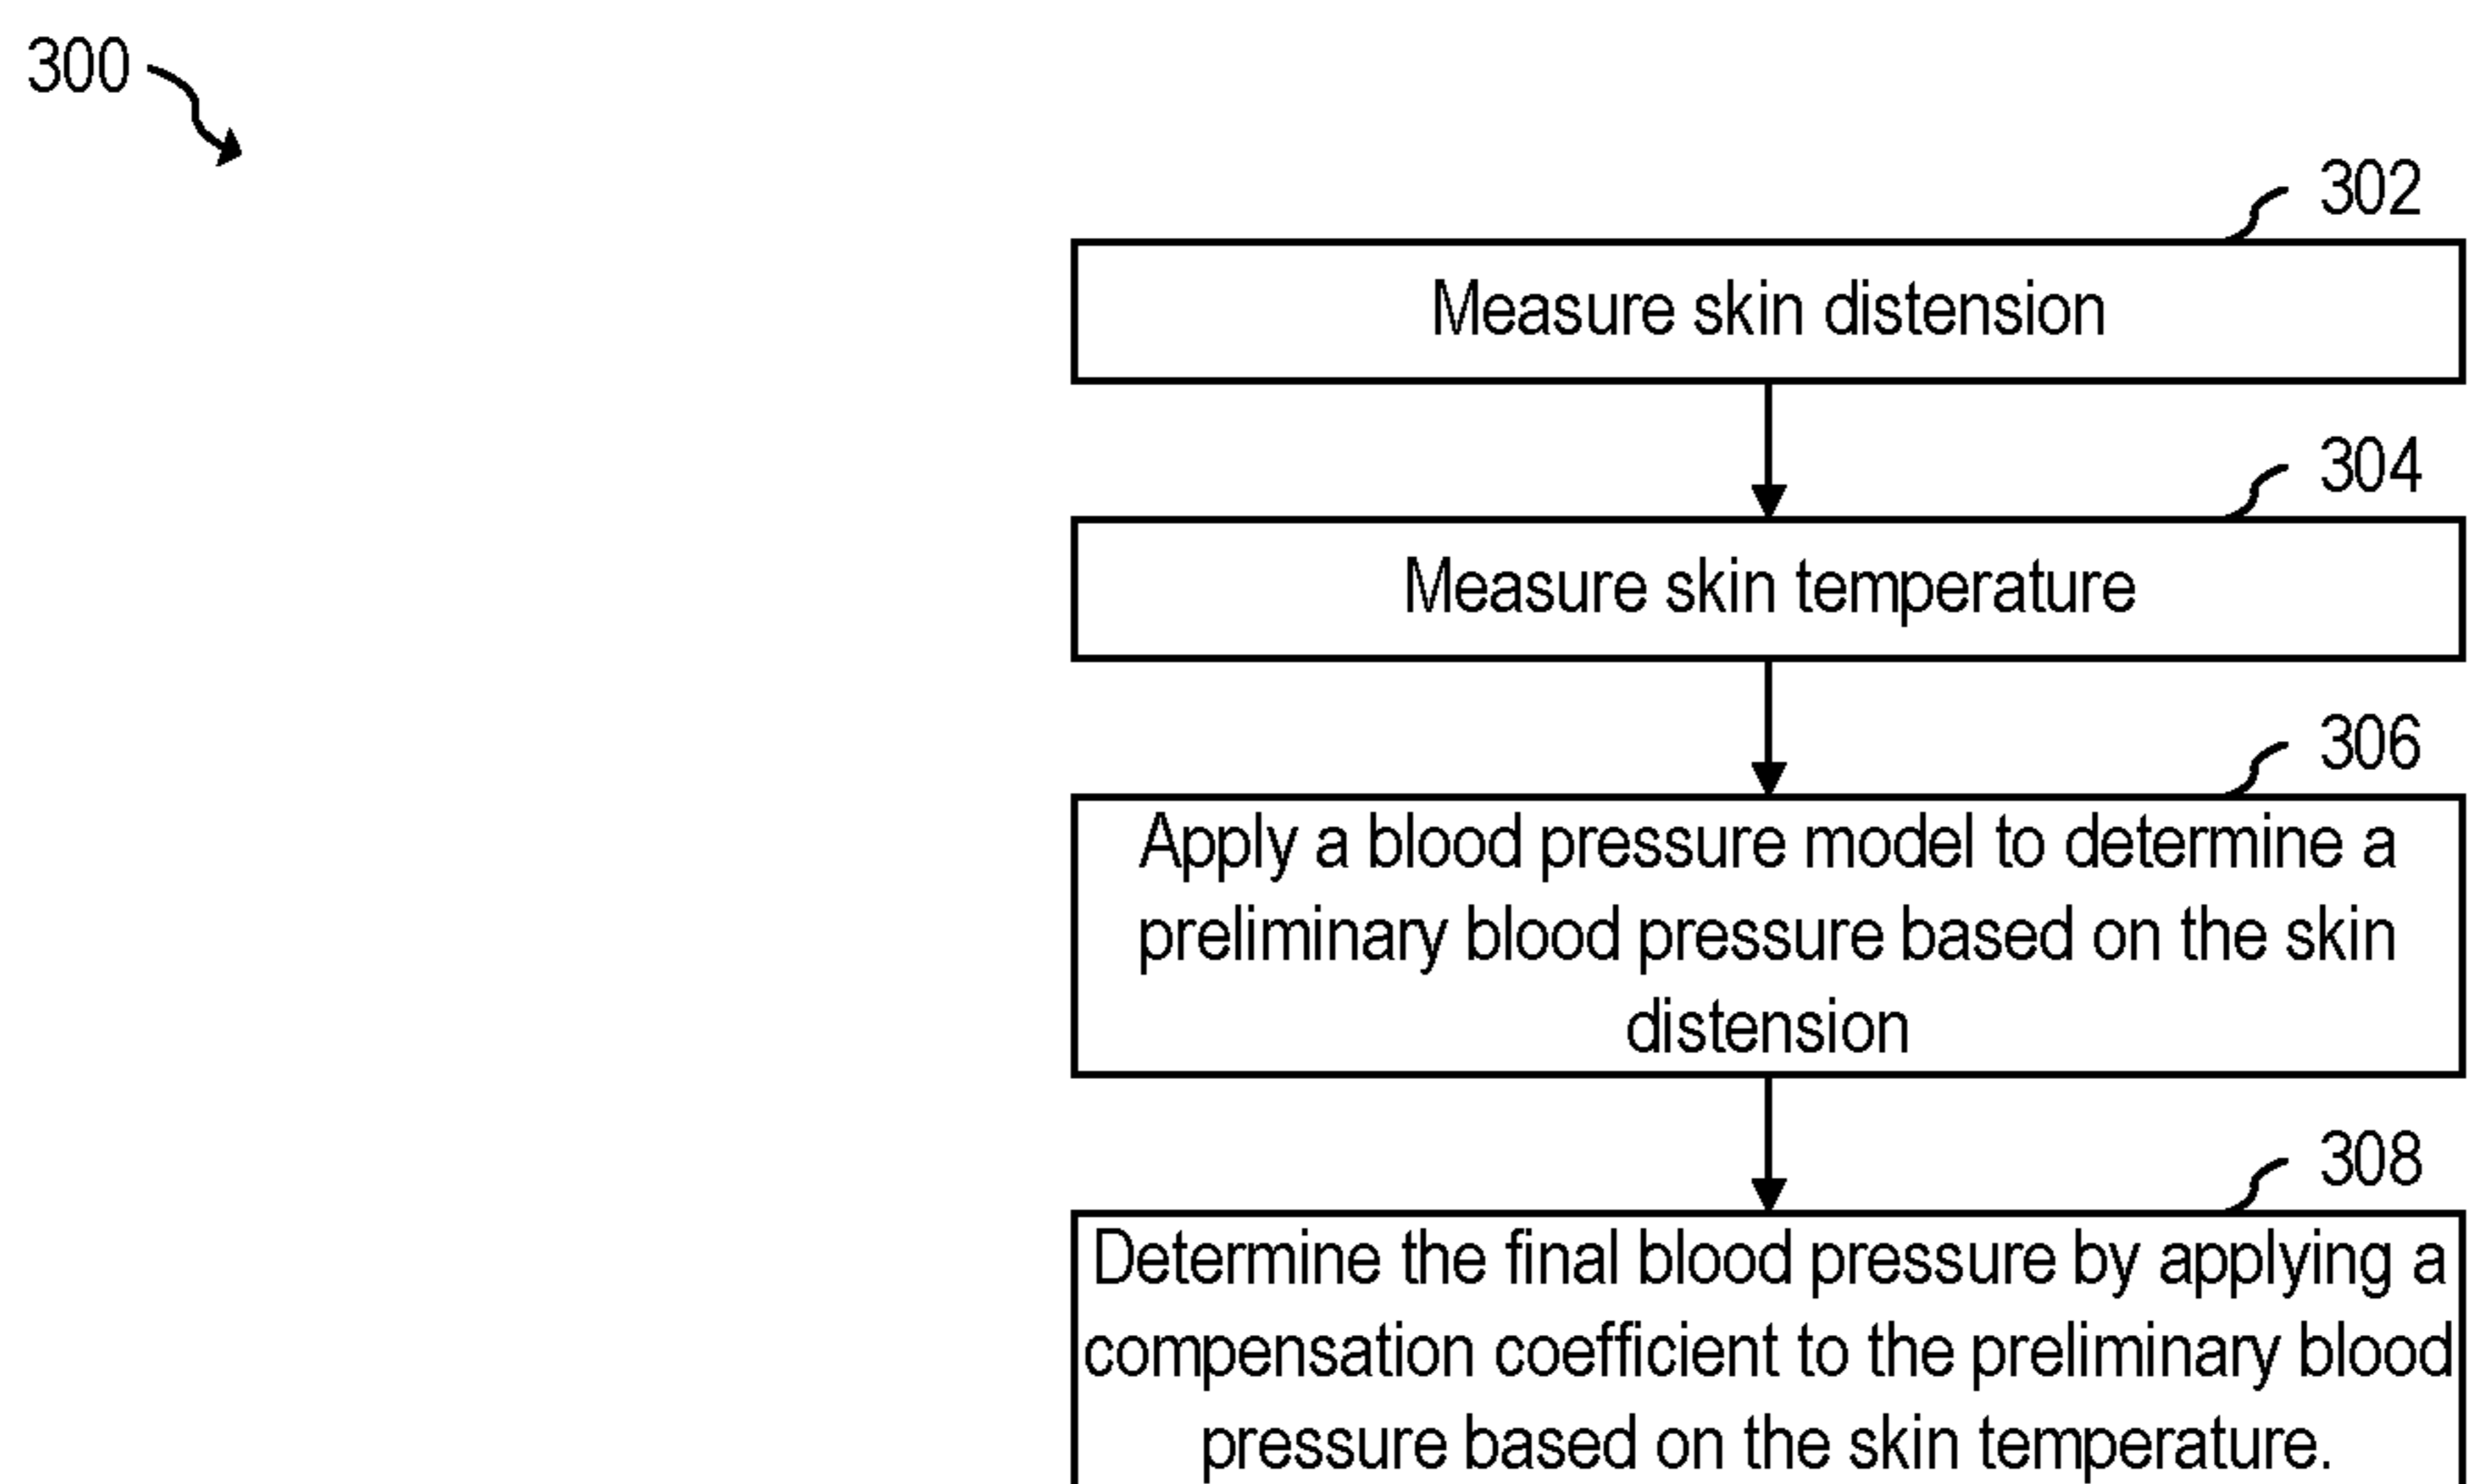 300
302
Measure skin distension
304
Measure skin temperature
306
Apply a blood pressure model to determine a
preliminary blood pressure based on the skin
distension
308
Determine the final blood pressure by applying a
compensation coefficient to the preliminary blood
pressure based on the skin temperature.